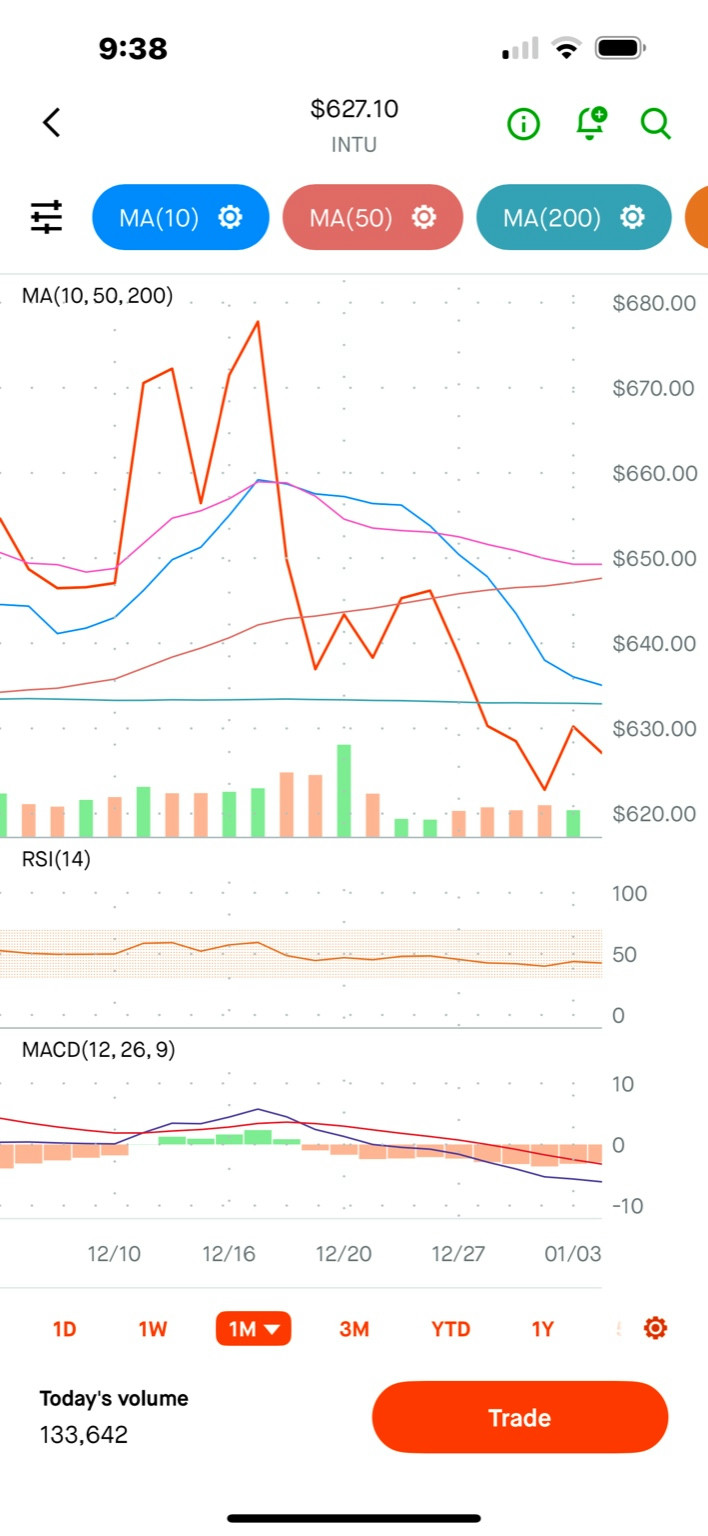 9:38
$627.10
INTU
MA(10)
MA(50)
MA(200)
MA(10, 50, 200)
$680.00
$670.00
$660.00
$650.00
$640.00
$630.00
$620.00
RSI(14)
100
50
0
MACD(12, 26, 9)
10
0
-10
12/10 12/16 12/20 12/27 01/03
1D 1W 1M 3M YTD 1Y
Today's volume
133,642
Trade